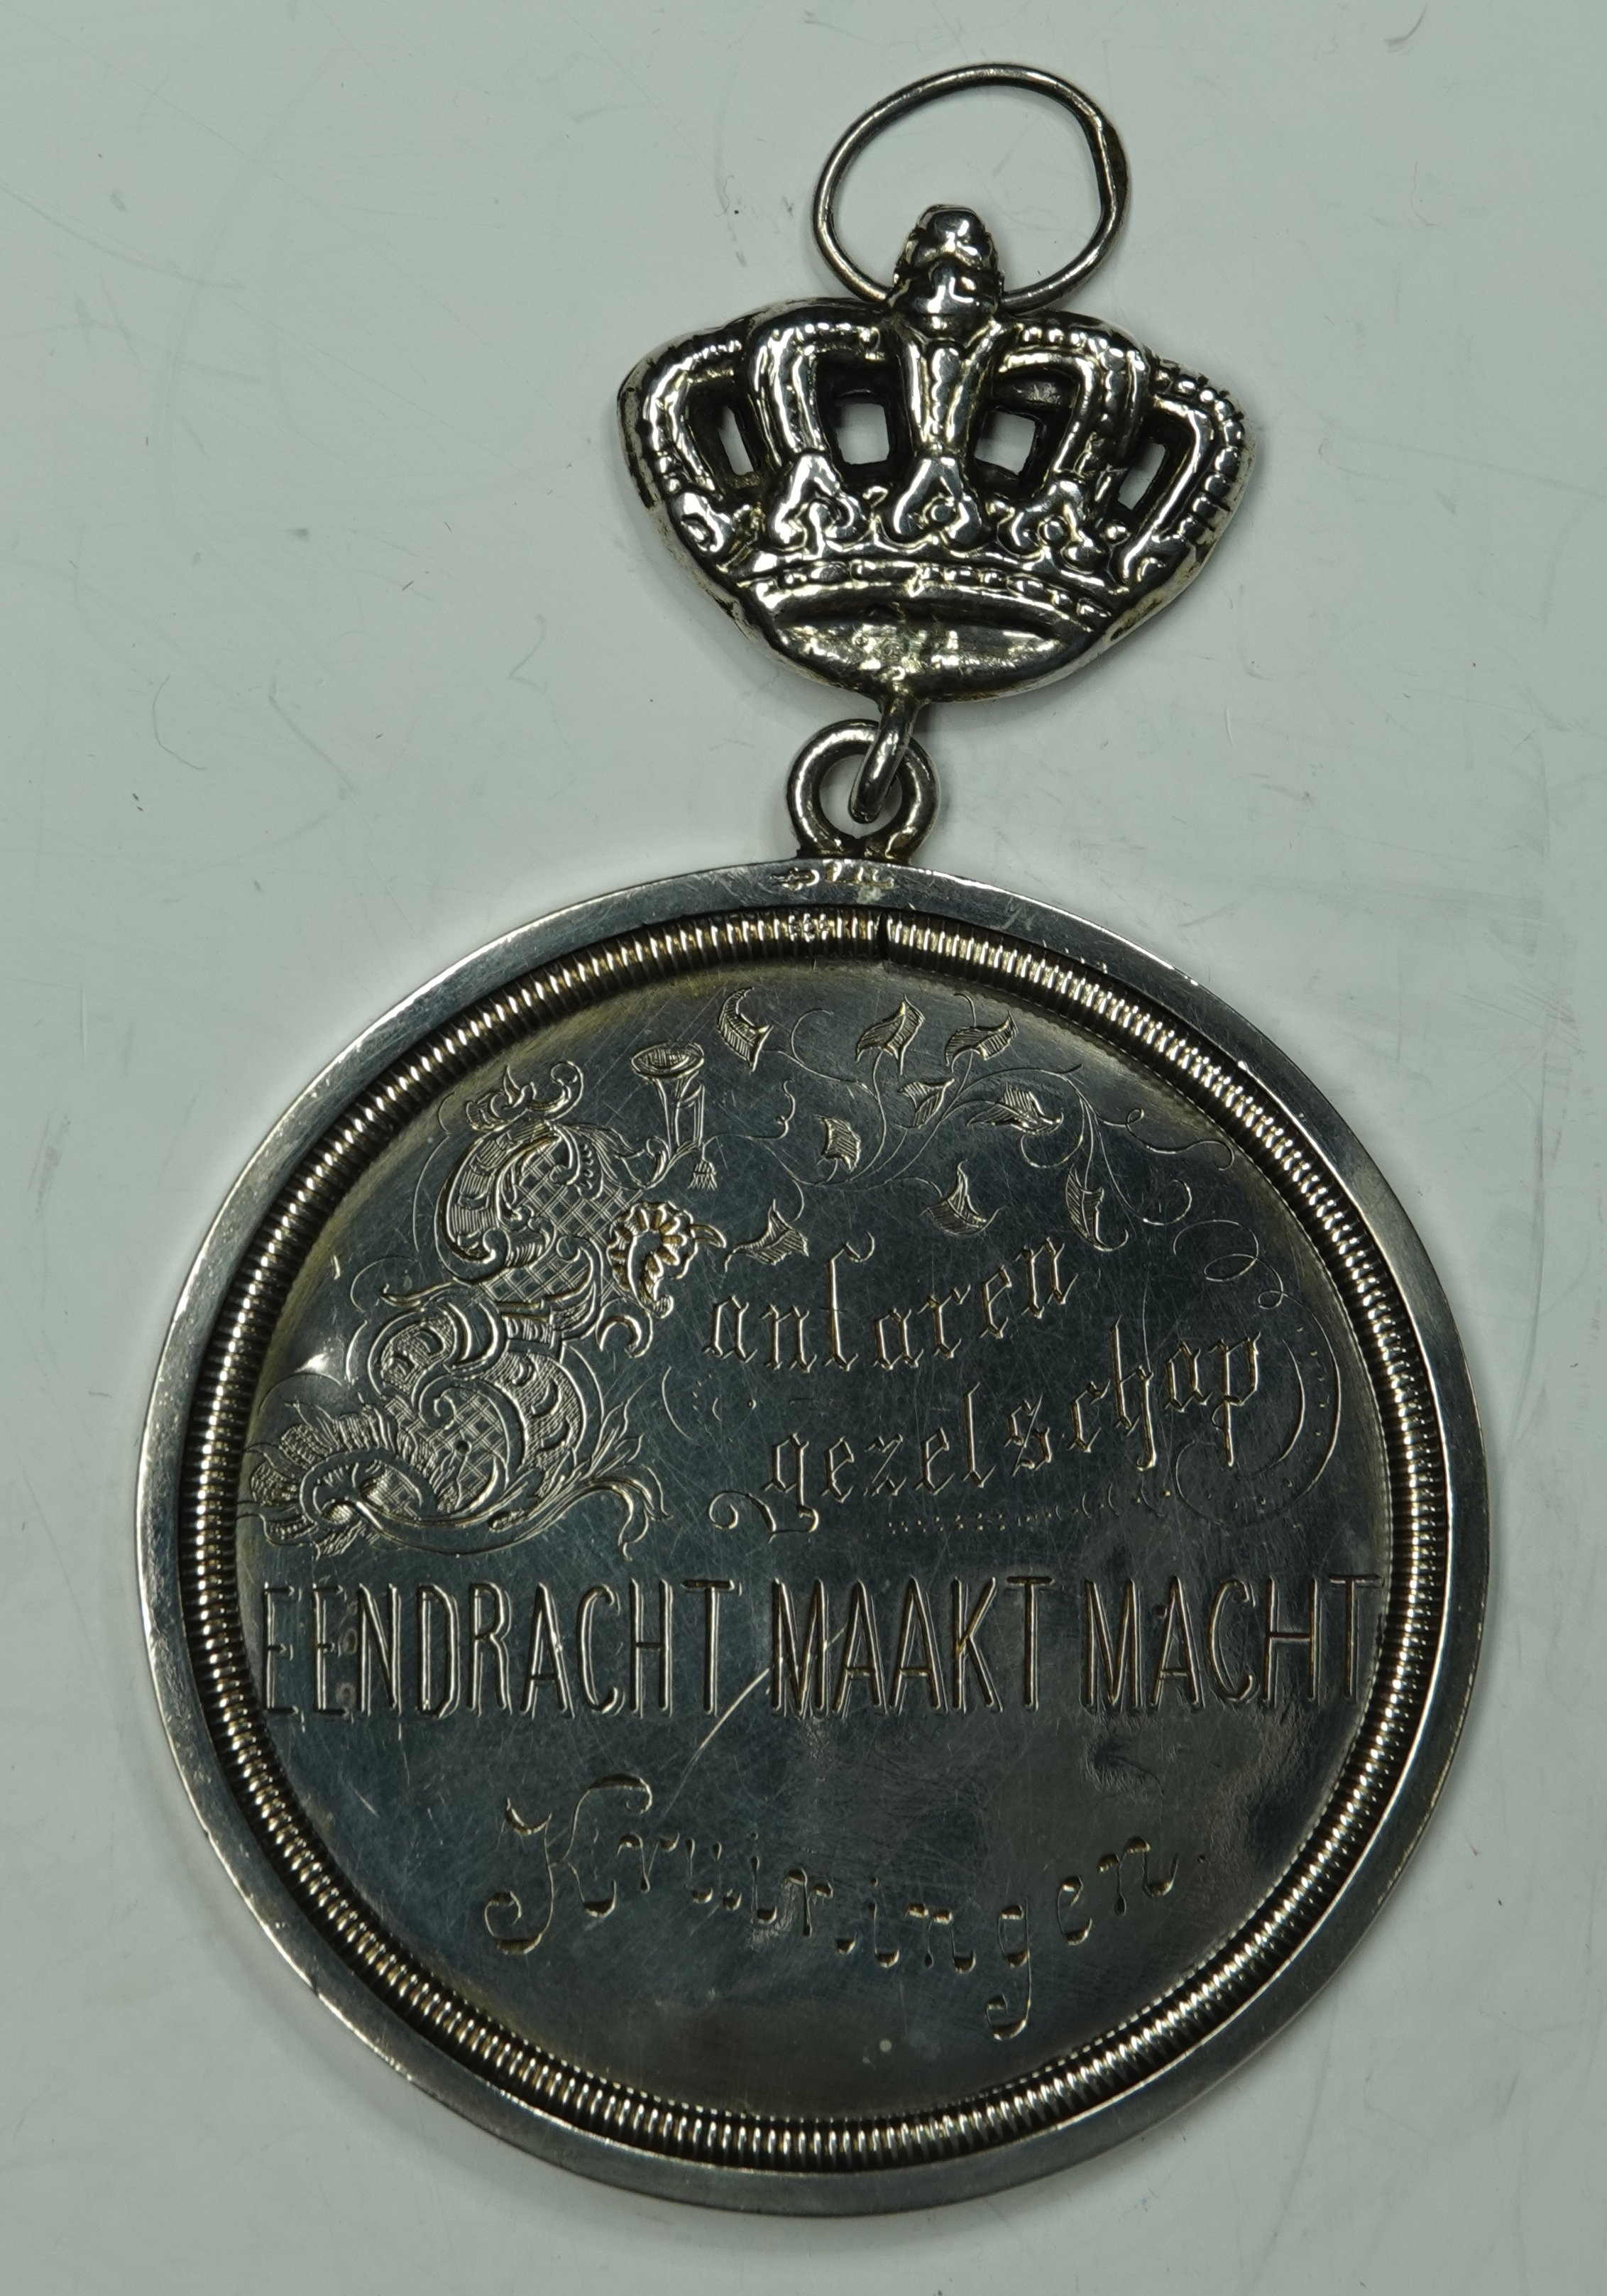 Fanfaren
gezelschap
EENDRACHT MAAKT MACHT
Kruiningen.